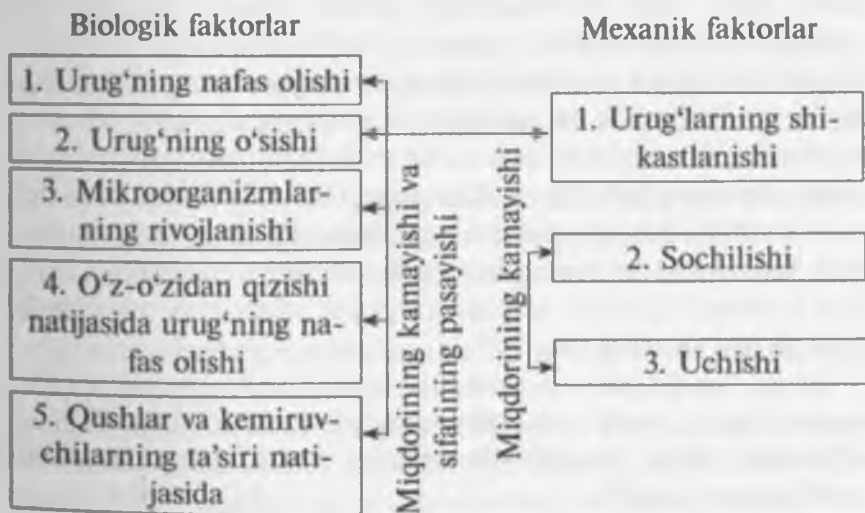 Biologik faktorlar
1. Urug‘ning nafas olishi
2. Urug‘ning o‘sishi
3. Mikroorganizmlar-
ning rivojlanishi
4. O‘z-o‘zidan qizishi
natijasida urug‘ning na-
fas olishi
5. Qushlar va kemiruv-
chilarning ta’siri nati-
jasida
Miqdorining kamayishi va
sifatining pasayishi
Miqdorining kamayishi
Mexanik faktorlar
1. Urug‘larning shi-
kastlanishi
2. Sochilishi
3. Uchishi